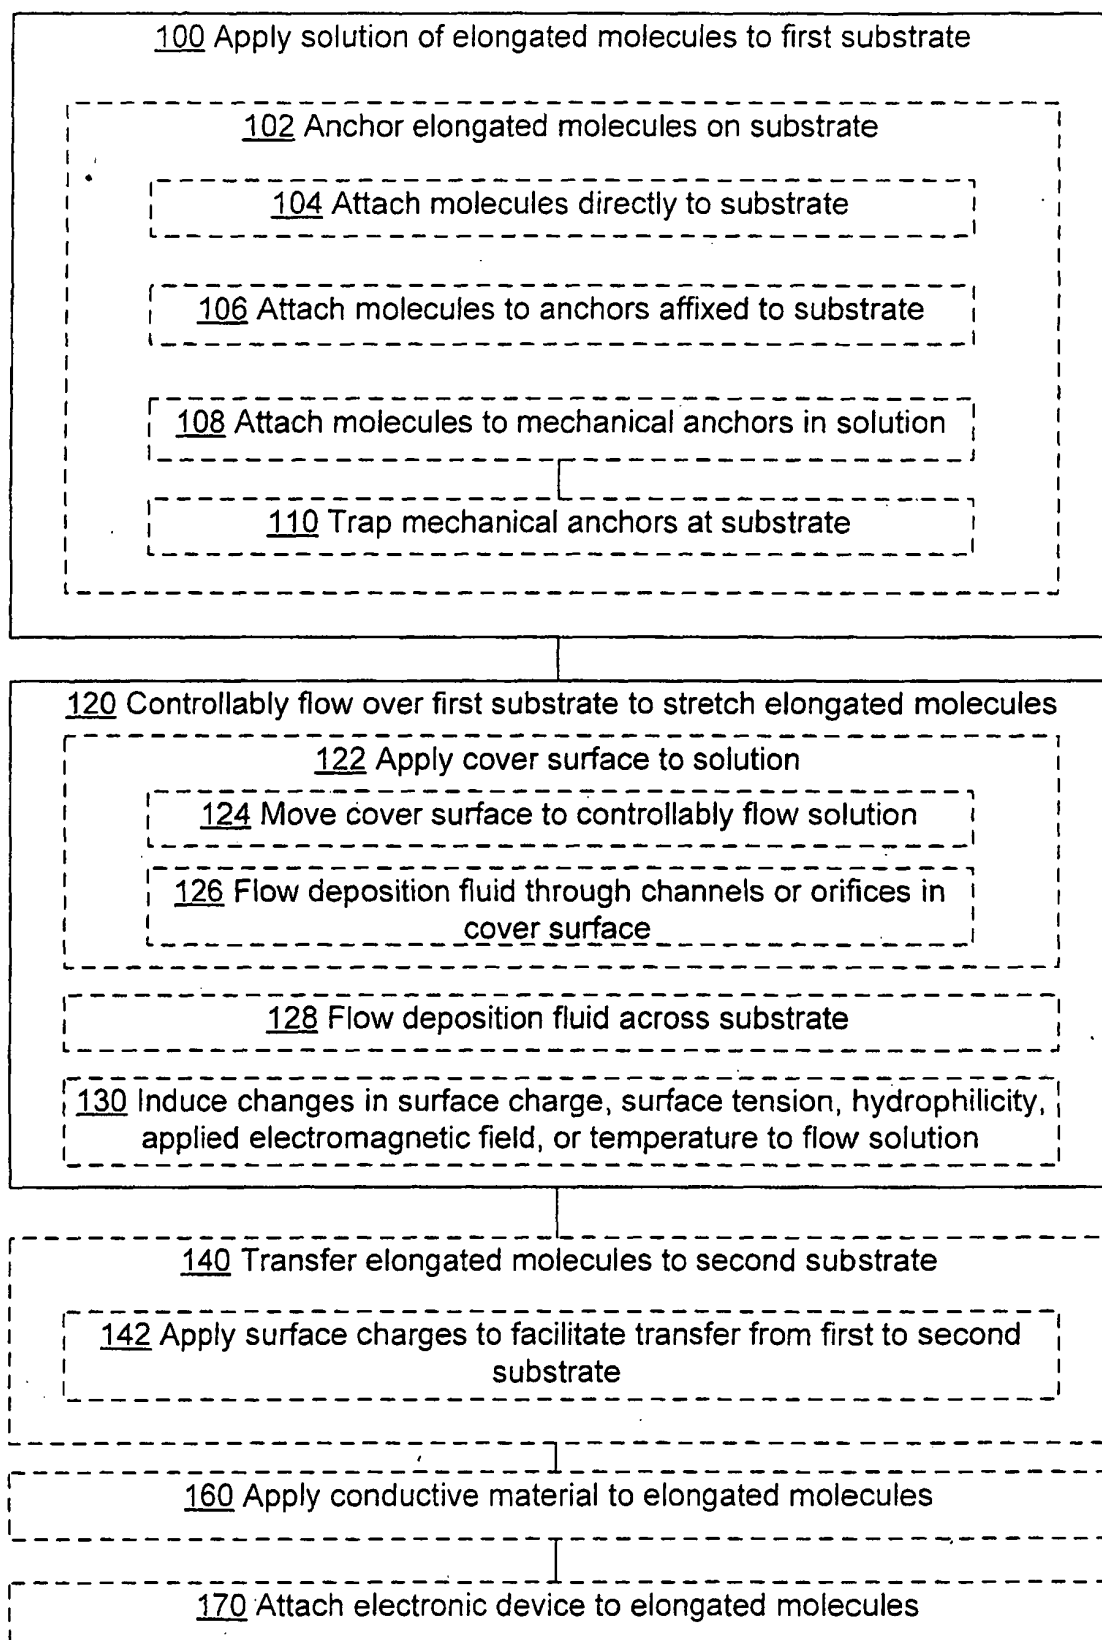 100 Apply solution of elongated molecules to first substrate
102 Anchor elongated molecules on substrate
104 Attach molecules directly to substrate
106 Attach molecules to anchors affixed to substrate
108 Attach molecules to mechanical anchors in solution
110 Trap mechanical anchors at substrate
120 Controllably flow over first substrate to stretch elongated molecules
122 Apply cover surface to solution
124 Move cover surface to controllably flow solution
126 Flow deposition fluid through channels or orifices in
cover surface
128 Flow deposition fluid across substrate
130 Induce changes in surface charge, surface tension, hydrophilicity,
applied electromagnetic field, or temperature to flow solution
140 Transfer elongated molecules to second substrate
142 Apply surface charges to facilitate transfer from first to second
substrate
160 Apply conductive material to elongated molecules
170 Attach electronic device to elongated molecules